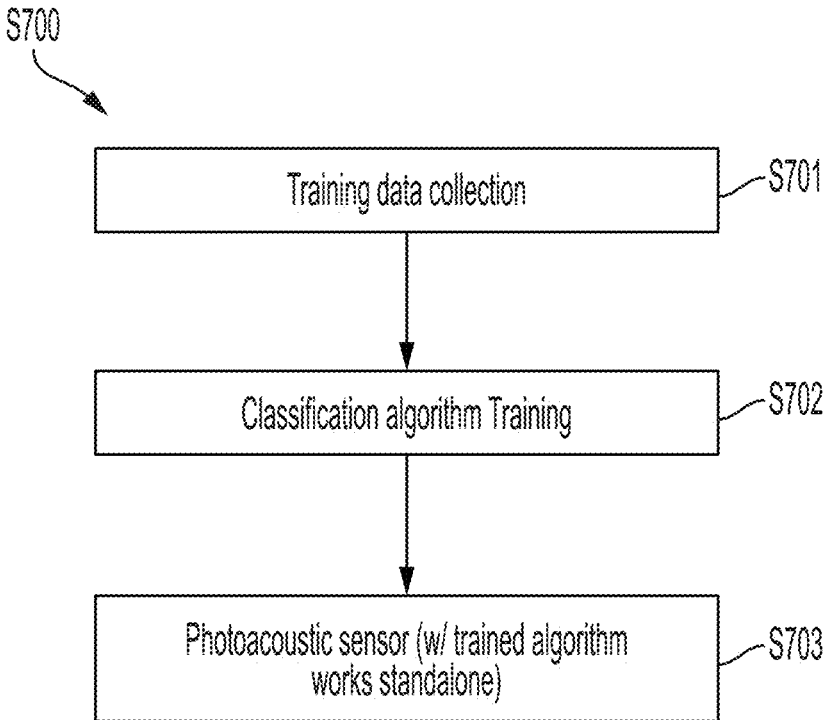 S700
Training data collection
S701
Classification algorithm Training
S702
Photoacoustic sensor (w/ trained algorithm
works standalone)
S703